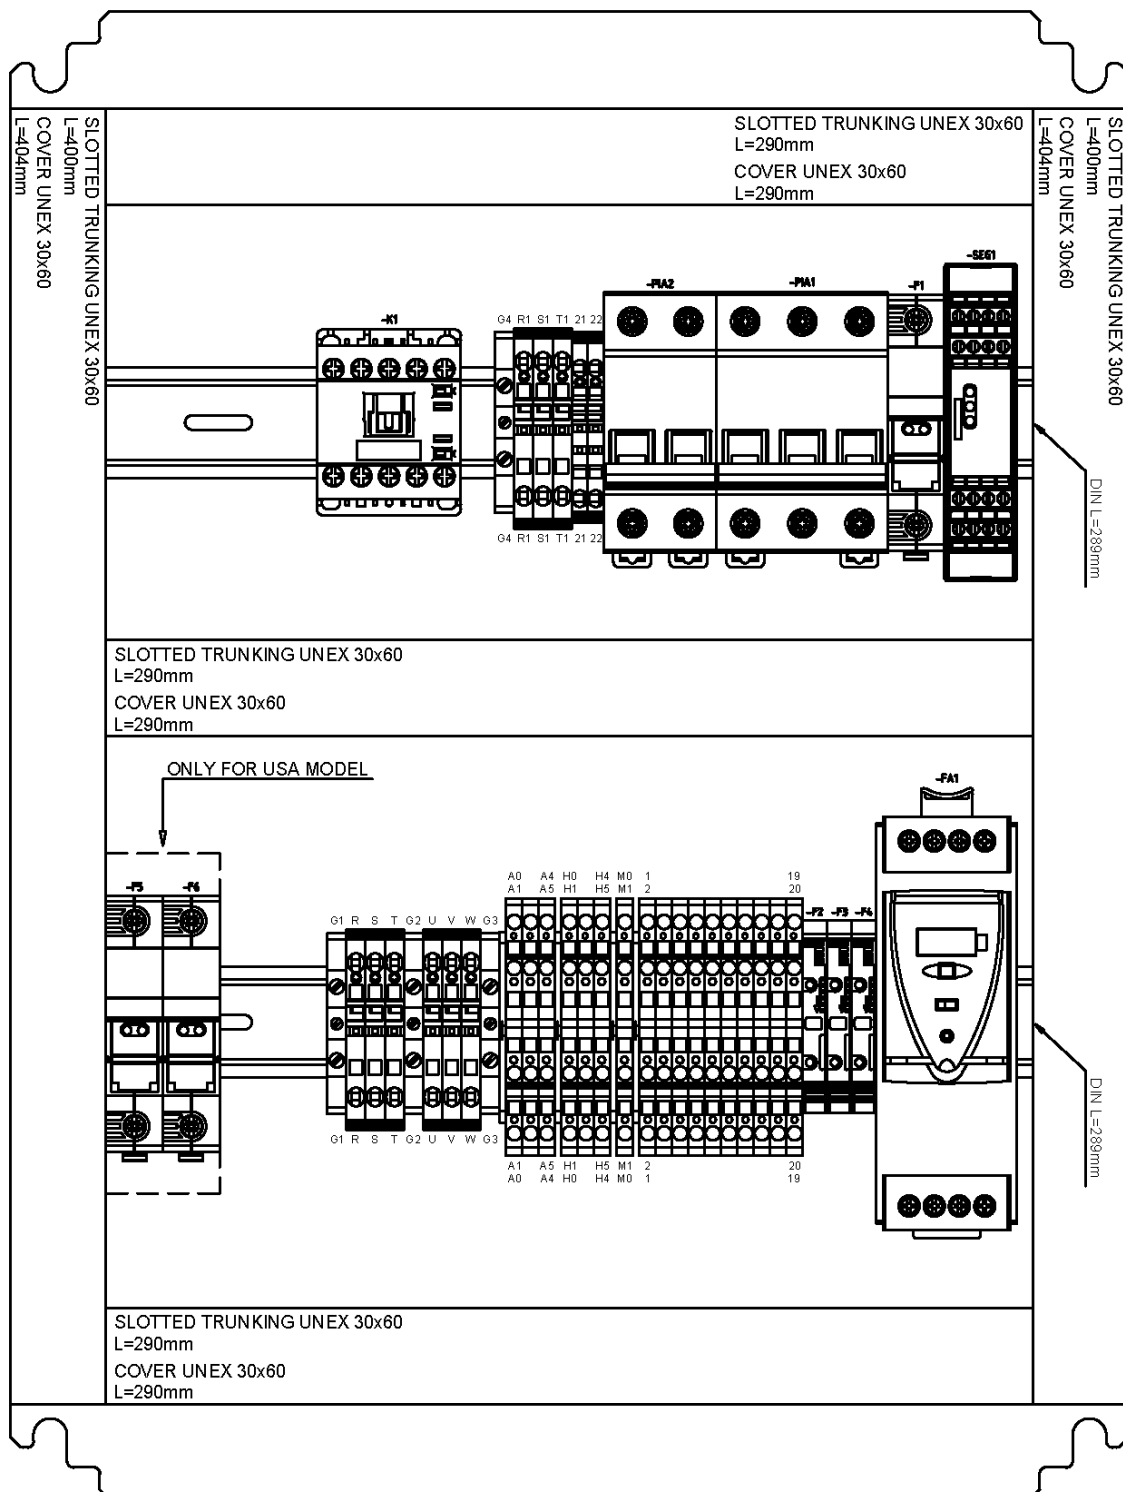 SLOTTED TRUNKING UNEX 30x60
L=400mm
COVER UNEX 30x60
L=404mm
SLOTTED TRUNKING UNEX 30x60
L=290mm
COVER UNEX 30x60
L=290mm
SLOTTED TRUNKING UNEX 30x60
L=400mm
COVER UNEX 30x60
L=404mm
-SEG1
-PIA2 -PIA1 -F1
-K1
G4 R1 S1 T1 21 22
DIN L=289mm
G4 R1 S1 T1 21 22
SLOTTED TRUNKING UNEX 30x60
L=290mm
COVER UNEX 30x60
L=290mm
ONLY FOR USA MODEL
-FA1
A0 A4 H0 H4 M0 1 19
A1 A5 H1 H5 M1 2 20
-F5 -F6
-F2 -F3 -F4
G1 R S T G2 U V W G3
DIN L=289mm
G1 R S T G2 U V W G3
A1 A5 H1 H5 M1 2 20
A0 A4 H0 H4 M0 1 19
SLOTTED TRUNKING UNEX 30x60
L=290mm
COVER UNEX 30x60
L=290mm